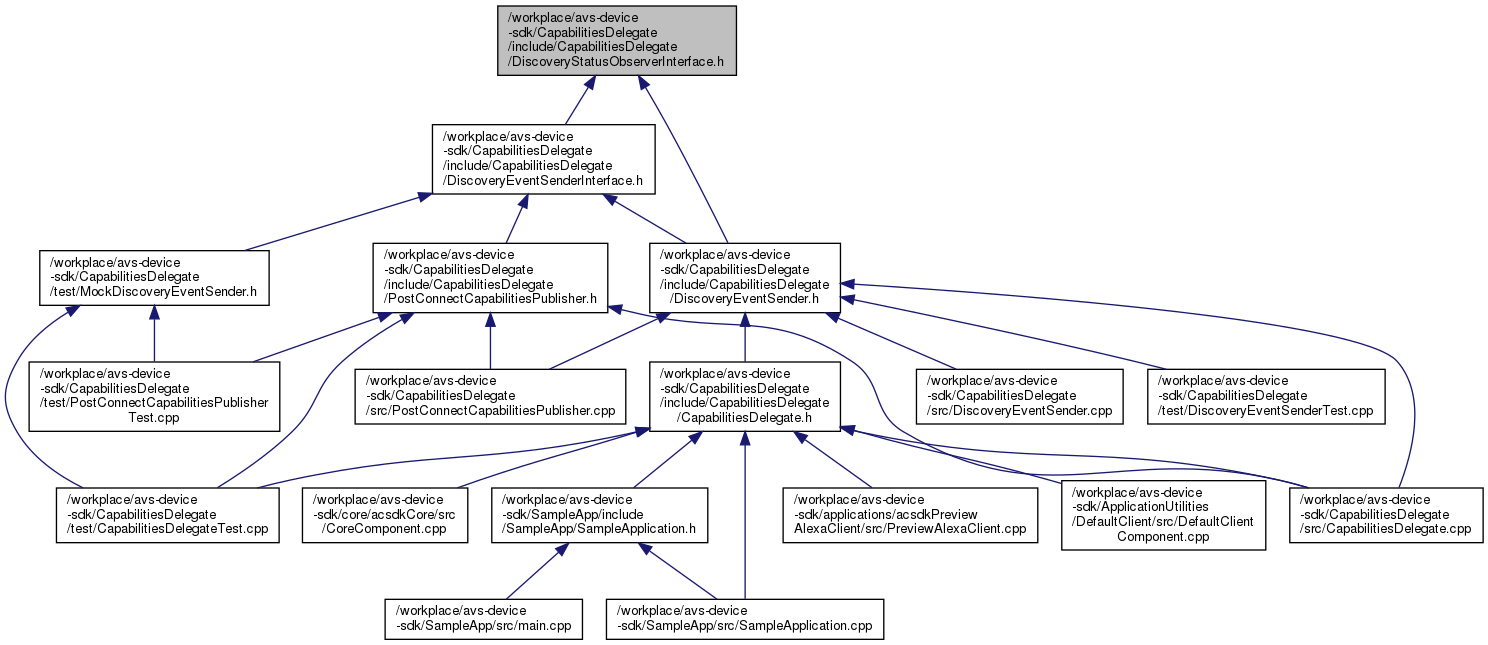 /workplace/avs-device
-sdk/CapabilitiesDelegate
/include/CapabilitiesDelegate
/DiscoveryStatusObserverInterface.h
/workplace/avs-device
-sdk/CapabilitiesDelegate
/include/CapabilitiesDelegate
/DiscoveryEventSenderInterface.h
/workplace/avs-device
-sdk/CapabilitiesDelegate
/test/MockDiscoveryEventSender.h
/workplace/avs-device
-sdk/CapabilitiesDelegate
/include/CapabilitiesDelegate
/PostConnectCapabilitiesPublisher.h
/workplace/avs-device
-sdk/CapabilitiesDelegate
/include/CapabilitiesDelegate
/DiscoveryEventSender.h
/workplace/avs-device
-sdk/CapabilitiesDelegate
/test/PostConnectCapabilitiesPublisher
Test.cpp
/workplace/avs-device
-sdk/CapabilitiesDelegate
/src/PostConnectCapabilitiesPublisher.cpp
/workplace/avs-device
-sdk/CapabilitiesDelegate
/include/CapabilitiesDelegate
/CapabilitiesDelegate.h
/workplace/avs-device
-sdk/CapabilitiesDelegate
/src/DiscoveryEventSender.cpp
/workplace/avs-device
-sdk/CapabilitiesDelegate
/test/DiscoveryEventSenderTest.cpp
/workplace/avs-device
-sdk/CapabilitiesDelegate
/test/CapabilitiesDelegateTest.cpp
/workplace/avs-device
-sdk/core/acsdkCore/src
/CoreComponent.cpp
/workplace/avs-device
-sdk/SampleApp/include
/SampleApp/SampleApplication.h
/workplace/avs-device
-sdk/applications/acsdkPreview
AlexaClient/src/PreviewAlexaClient.cpp
/workplace/avs-device
-sdk/ApplicationUtilities
/DefaultClient/src/DefaultClient
Component.cpp
/workplace/avs-device
-sdk/CapabilitiesDelegate
/src/CapabilitiesDelegate.cpp
/workplace/avs-device
-sdk/SampleApp/src/main.cpp
/workplace/avs-device
-sdk/SampleApp/src/SampleApplication.cpp